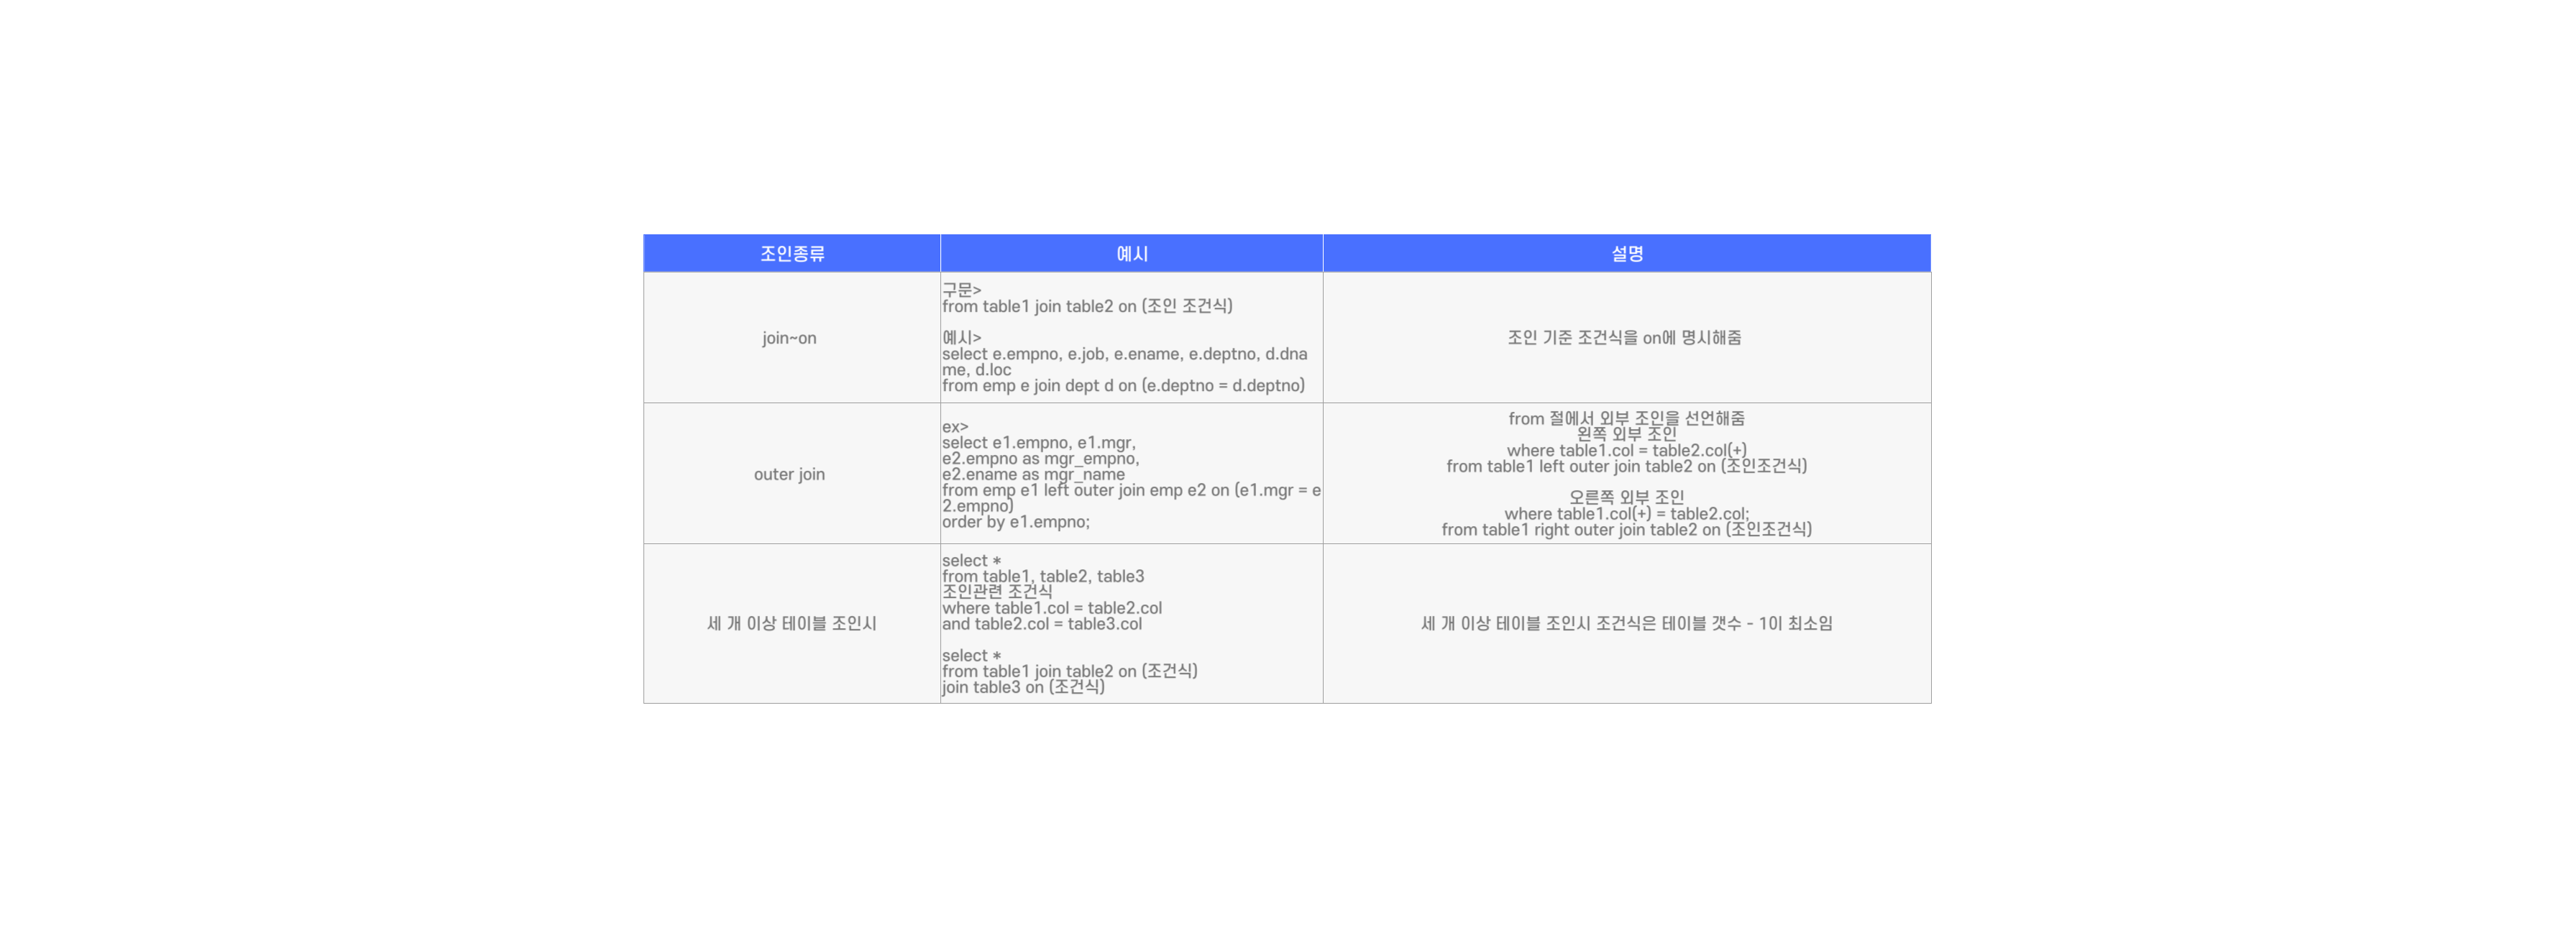 조인종류 예시 설명
join~on
구문>
from table1 join table2 on (조인 조건식)
예시>
select e.empno, e.job, e.ename, e.deptno, d.dna
me, d.loc
from emp e join dept d on (e.deptno = d.deptno)
조인 기준 조건식을 on에 명시해줌
outer join
ex>
select e1.empno, e1.mgr,
e2.empno as mgr_empno,
e2.ename as mgr_name
from emp e1 left outer join emp e2 on (e1.mgr = e
2.empno)
order by e1.empno;
from 절에서 외부 조인을 선언해줌
왼쪽 외부 조인
where table1.col = table2.col(+)
from table1 left outer join table2 on (조인조건식)
오른쪽 외부 조인
where table1.col(+) = table2.col;
from table1 right outer join table2 on (조인조건식)
세 개 이상 테이블 조인시
select *
from table1, table2, table3
조인관련 조건식
where table1.col = table2.col
and table2.col = table3.col
select *
from table1 join table2 on (조건식)
join table3 on (조건식)
세 개 이상 테이블 조인시 조건식은 테이블 갯수 - 1이 최소임